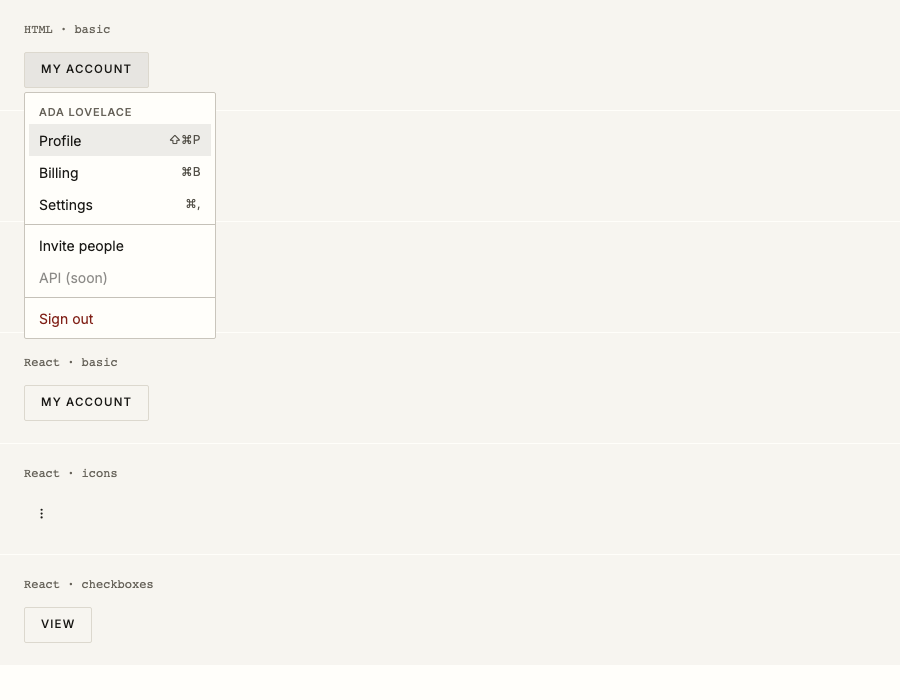 HTML · basic
MY ACCOUNT
ADA LOVELACE
Profile ⇧⌘P
Billing ⌘B
Settings ⌘,
Invite people
API (soon)
Sign out
React · basic
MY ACCOUNT
React · icons
React · checkboxes
VIEW